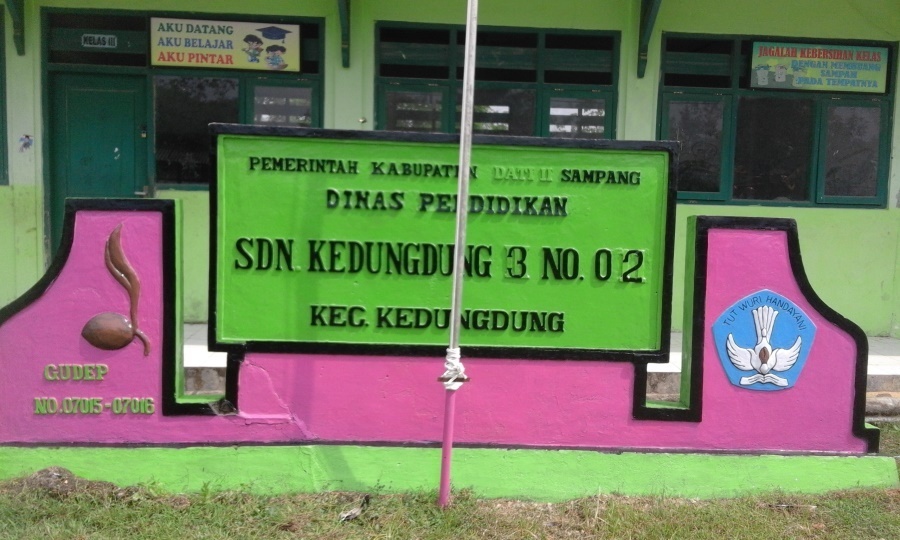 KELAS III
AKU DATANG
AKU BELAJAR
AKU PINTAR
JAGALAH KEBERSIHAN KELAS
DENGAN MEMBUANG
SAMPAH
PADA TEMPATNYA
PEMERINTAH KABUPATEN DATI II SAMPANG
DINAS PENDIDIKAN
SDN. KEDUNGDUNG 3 NO. 02
KEC. KEDUNGDUNG
GUDEP
NO.07015-07016
TUT WURI HANDAYANI